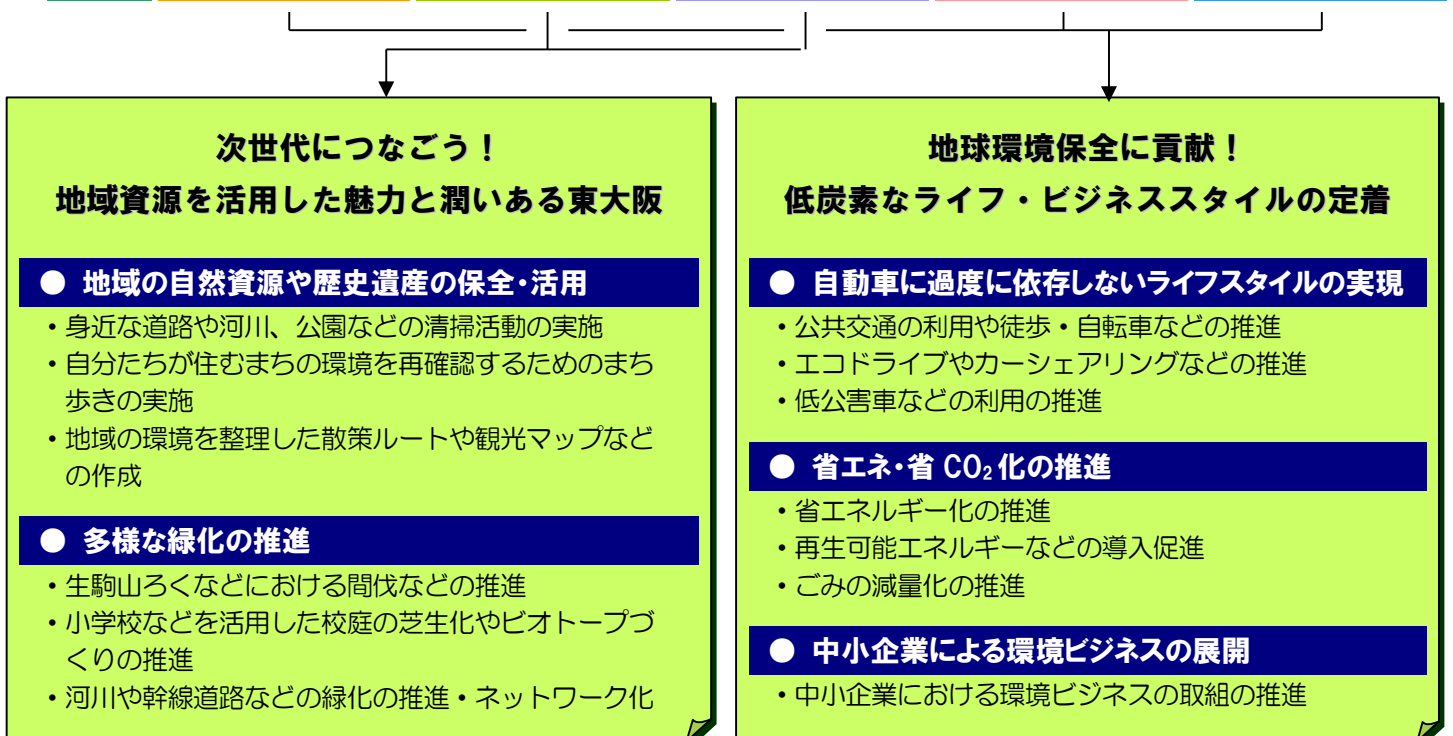 次世代につなごう！
地域資源を活用した魅力と潤いある東大阪
● 地域の自然資源や歴史遺産の保全・活用
・身近な道路や河川、公園などの清掃活動の実施
・自分たちが住むまちの環境を再確認するためのまち
歩きの実施
・地域の環境を整理した散策ルートや観光マップなど
の作成
● 多様な緑化の推進
・生駒山ろくなどにおける間伐などの推進
・小学校などを活用した校庭の芝生化やビオトープづ
くりの推進
・河川や幹線道路などの緑化の推進・ネットワーク化
地球環境保全に貢献！
低炭素なライフ・ビジネススタイルの定着
● 自動車に過度に依存しないライフスタイルの実現
・公共交通の利用や徒歩・自転車などの推進
・エコドライブやカーシェアリングなどの推進
・低公害車などの利用の推進
● 省エネ・省 CO₂ 化の推進
・省エネルギー化の推進
・再生可能エネルギーなどの導入促進
・ごみの減量化の推進
● 中小企業による環境ビジネスの展開
・中小企業における環境ビジネスの取組の推進